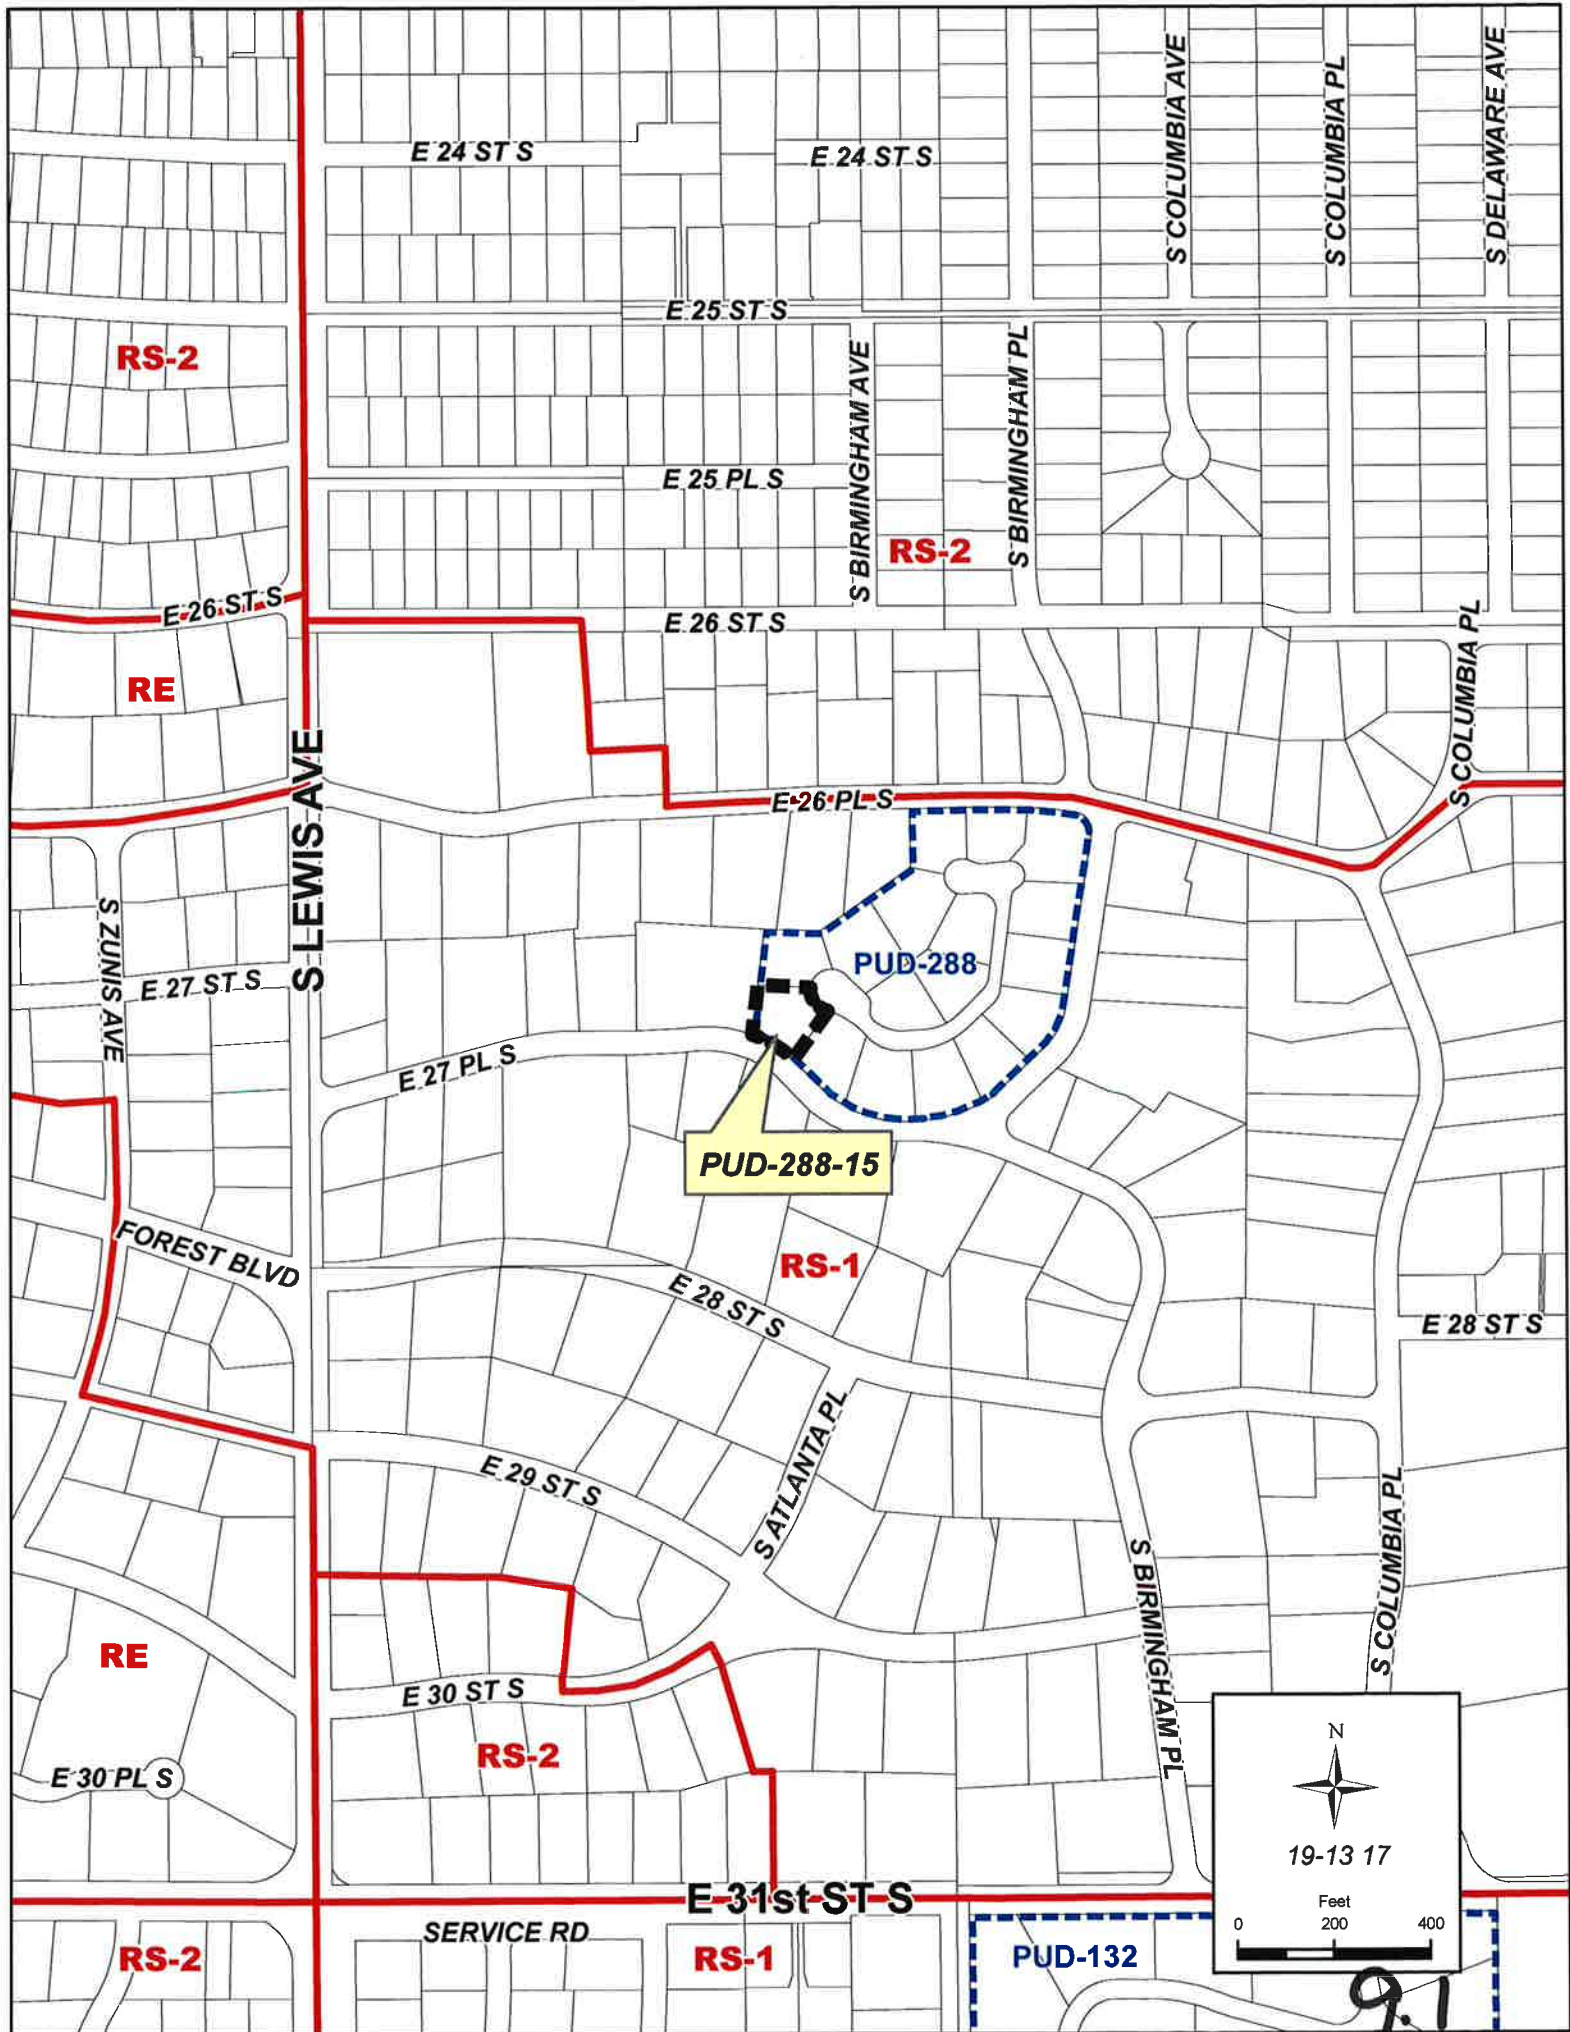 S COLUMBIA AVE
S COLUMBIA PL
S DELAWARE AVE
E 24 ST S
E 24 ST S
E 25 ST S
RS-2
S BIRMINGHAM AVE
S BIRMINGHAM PL
E 25 PL S
RS-2
E 26 ST S
E 26 ST S
S COLUMBIA PL
RE
S LEWIS AVE
E 26 PL S
S ZUNIS AVE
PUD-288
E 27 ST S
E 27 PL S
PUD-288-15
FOREST BLVD
RS-1
E 28 ST S
E 28 ST S
S ATLANTA PL
E 29 ST S
S BIRMINGHAM PL
S COLUMBIA PL
RE
E 30 ST S
RS-2
E 30 PL S
N
19-13 17
Feet
0 200 400
E 31st ST S
SERVICE RD
RS-2
RS-1
PUD-132
9.1